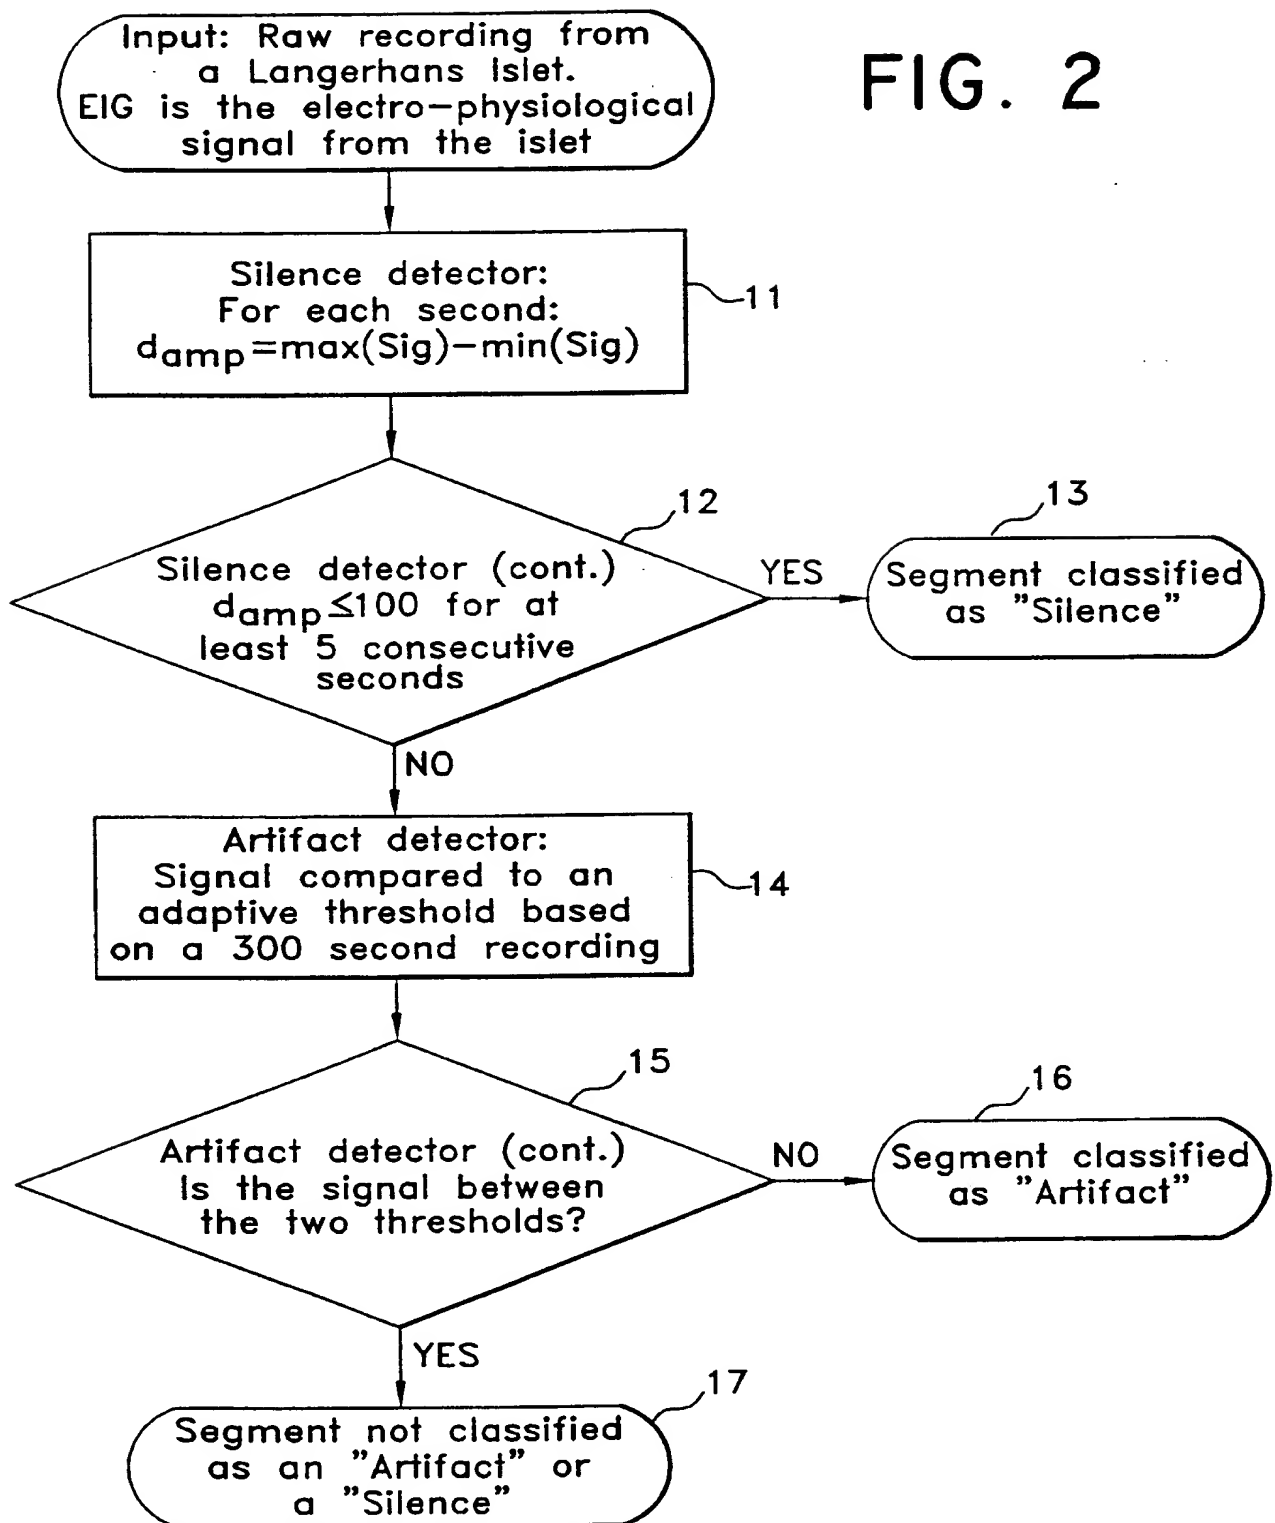 FIG. 2
Input: Raw recording from
a Langerhans Islet.
EIG is the electro-physiological
signal from the islet
Silence detector:
For each second:
damp=max(Sig)-min(Sig)
11
12
Silence detector (cont.)
damp≤100 for at
least 5 consecutive
seconds
YES
13
Segment classified
as "Silence"
NO
Artifact detector:
Signal compared to an
adaptive threshold based
on a 300 second recording
14
15
Artifact detector (cont.)
Is the signal between
the two thresholds?
NO
16
Segment classified
as "Artifact"
YES
17
Segment not classified
as an "Artifact" or
a "Silence"